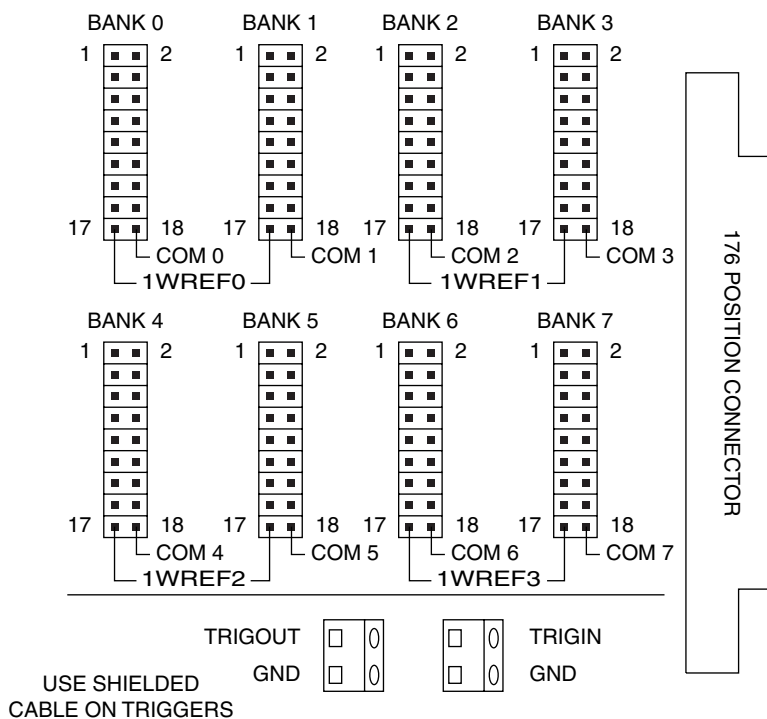 BANK 0 BANK 1 BANK 2 BANK 3
1 2 1 2 1 2 1 2
17 18 17 18 17 18 17 18
COM 0 COM 1 COM 2 COM 3
1WREF0 1WREF1
BANK 4 BANK 5 BANK 6 BANK 7
1 2 1 2 1 2 1 2
17 18 17 18 17 18 17 18
COM 4 COM 5 COM 6 COM 7
1WREF2 1WREF3
176 POSITION CONNECTOR
TRIGOUT TRIGIN
GND GND
USE SHIELDED
CABLE ON TRIGGERS